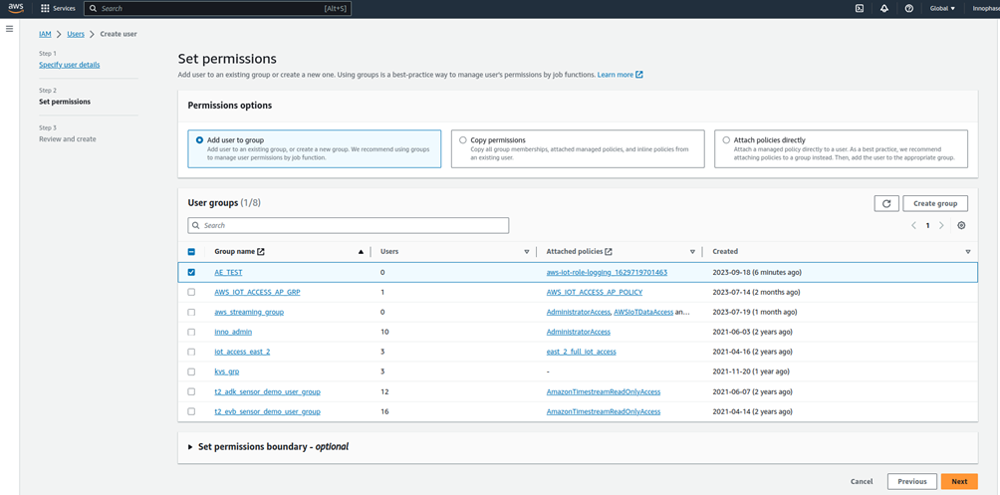 aws
Services
Search
[Alt+S]
Global
Innophase
IAM
Users
Create user
Step 1
Specify user details
Step 2
Set permissions
Step 3
Review and create
Set permissions
Add user to an existing group or create a new one. Using groups is a best-practice way to manage user's permissions by job functions. Learn more
Permissions options
Add user to group
Add user to an existing group, or create a new group. We recommend using groups
to manage user permissions by job function.
Copy permissions
Copy all group memberships, attached managed policies, and inline policies from
an existing user.
Attach policies directly
Attach a managed policy directly to a user. As a best practice, we recommend
attaching policies to a group instead. Then, add the user to the appropriate group.
User groups (1/8)
Create group
Search
1
Group name Users Attached policies Created
AE_TEST 0 aws-iot-role-logging_1629719701463 2023-09-18 (6 minutes ago)
AWS_IOT_ACCESS_AP_GRP 1 AWS_IOT_ACCESS_AP_POLICY 2023-07-14 (2 months ago)
aws_streaming_group 0 AdministratorAccess, AWSIoTDataAccess an... 2023-07-19 (1 month ago)
inno_admin 10 AdministratorAccess 2021-06-03 (2 years ago)
iot_access_east_2 3 east_2_full_iot_access 2021-04-16 (2 years ago)
kvs_grp 3 - 2021-11-20 (1 year ago)
t2_adk_sensor_demo_user_group 12 AmazonTimestreamReadOnlyAccess 2021-06-07 (2 years ago)
t2_evb_sensor_demo_user_group 16 AmazonTimestreamReadOnlyAccess 2021-04-14 (2 years ago)
Set permissions boundary - optional
Cancel
Previous
Next